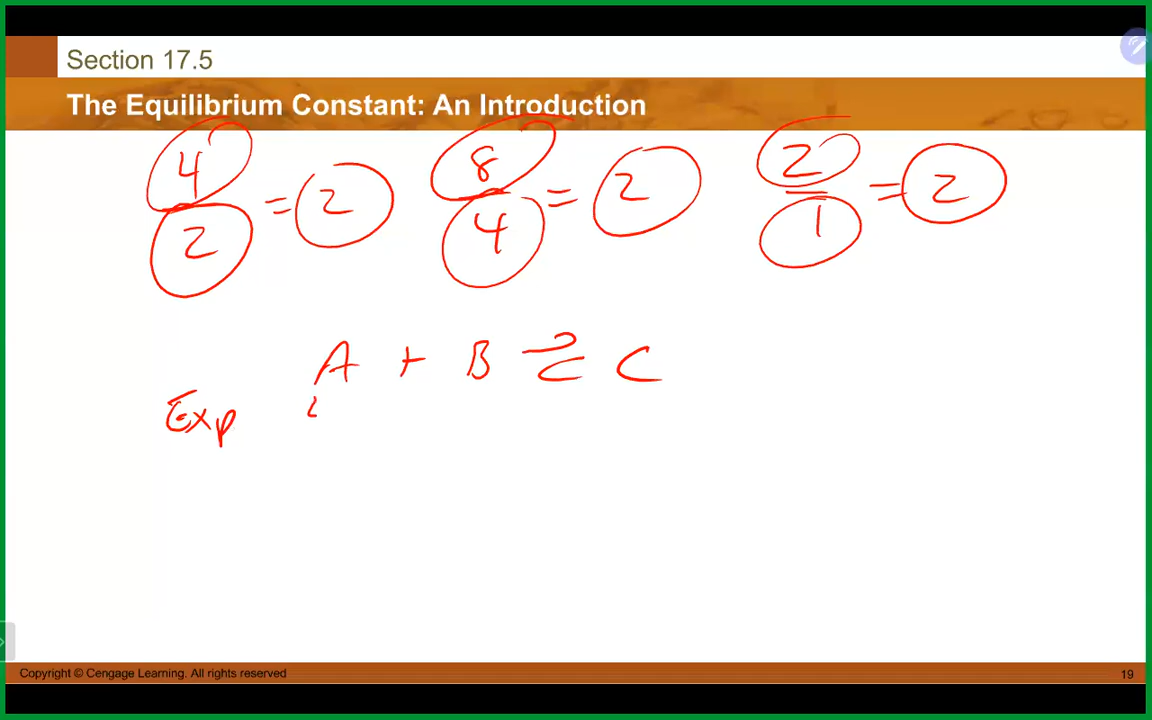 Section 17.5
The Equilibrium Constant: An Introduction
4/2 = 2 8/4 = 2 2/1 = 2
A + B ⇌ C
Exp
Copyright © Cengage Learning. All rights reserved 19